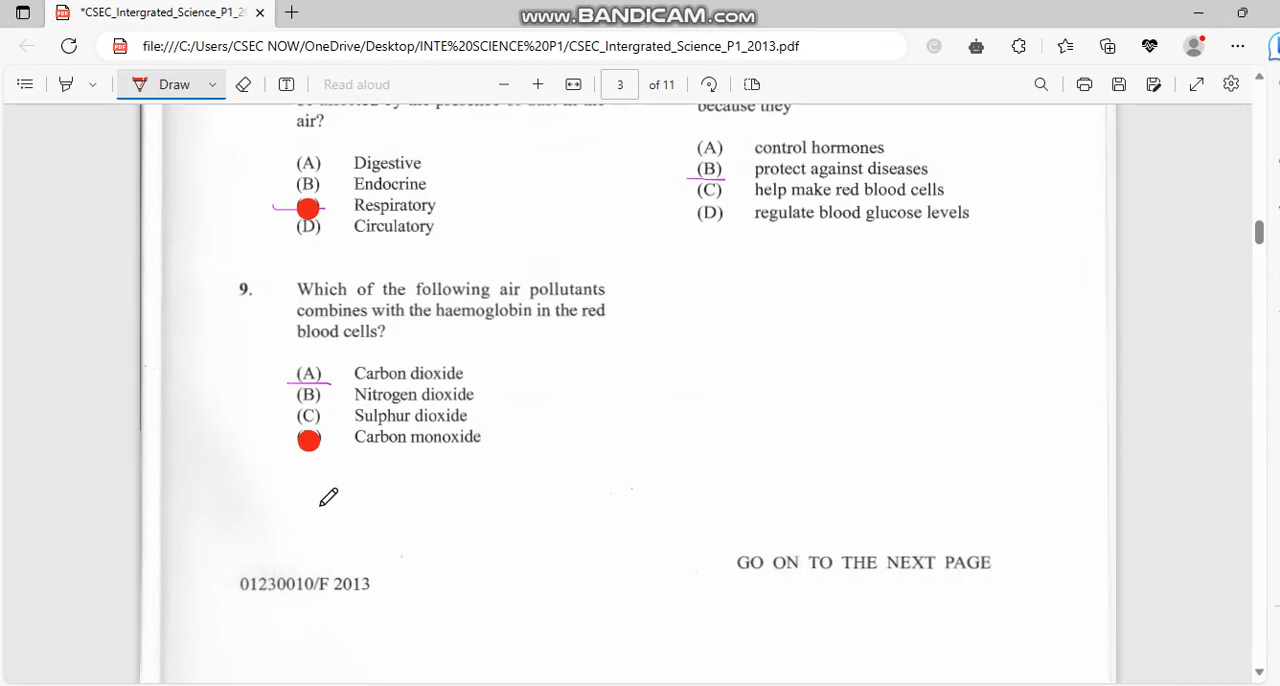 *CSEC_Intergrated_Science_P1_2
www.BANDICAM.com
file:///C:/Users/CSEC NOW/OneDrive/Desktop/INTE%20SCIENCE%20P1/CSEC_Intergrated_Science_P1_2013.pdf
Draw
Read aloud
3
of 11
air?
(A) Digestive
(B) Endocrine
Respiratory
(D) Circulatory
9. Which of the following air pollutants
combines with the haemoglobin in the red
blood cells?
(A) Carbon dioxide
(B) Nitrogen dioxide
(C) Sulphur dioxide
Carbon monoxide
01230010/F 2013
because they
(A) control hormones
(B) protect against diseases
(C) help make red blood cells
(D) regulate blood glucose levels
GO ON TO THE NEXT PAGE